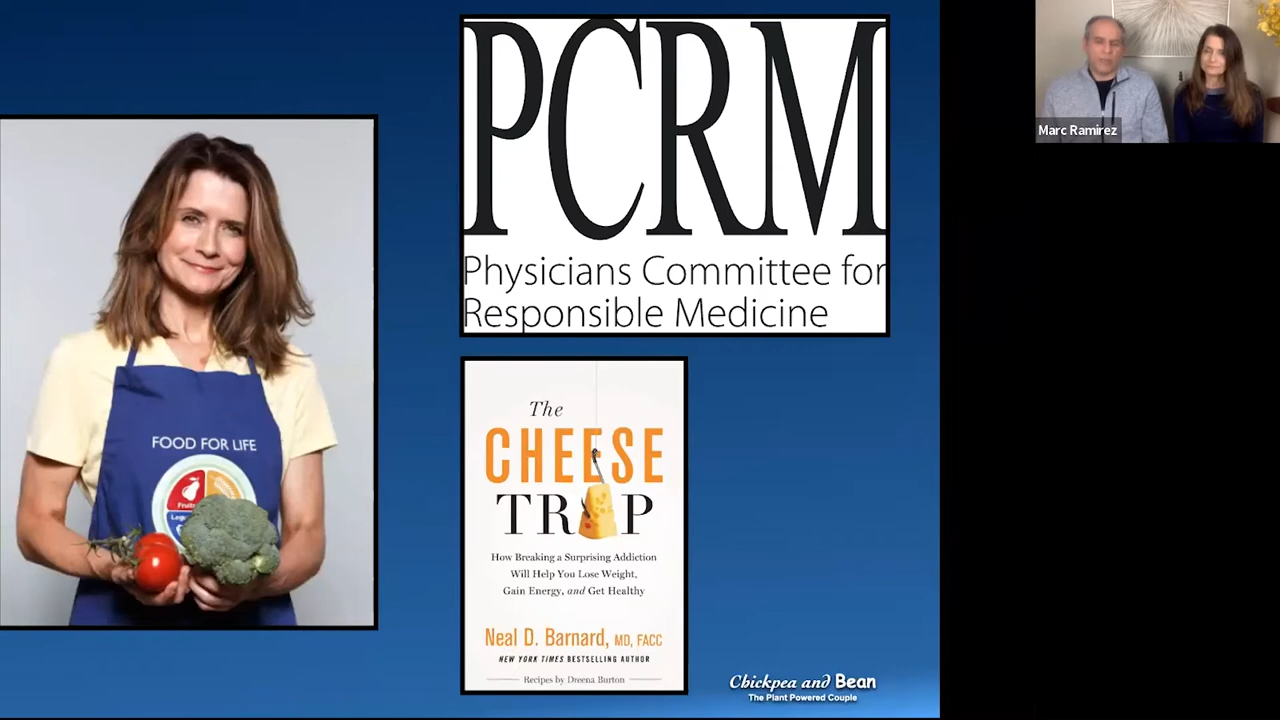 PCRM
Physicians Committee for
Responsible Medicine
Marc Ramirez
FOOD FOR LIFE
Fruits
The
CHEESE
TRAP
How Breaking a Surprising Addiction
Will Help You Lose Weight,
Gain Energy, and Get Healthy
Neal D. Barnard, MD, FACC
NEW YORK TIMES BESTSELLING AUTHOR
Recipes by Dreena Burton
Chickpea and Bean
The Plant Powered Couple